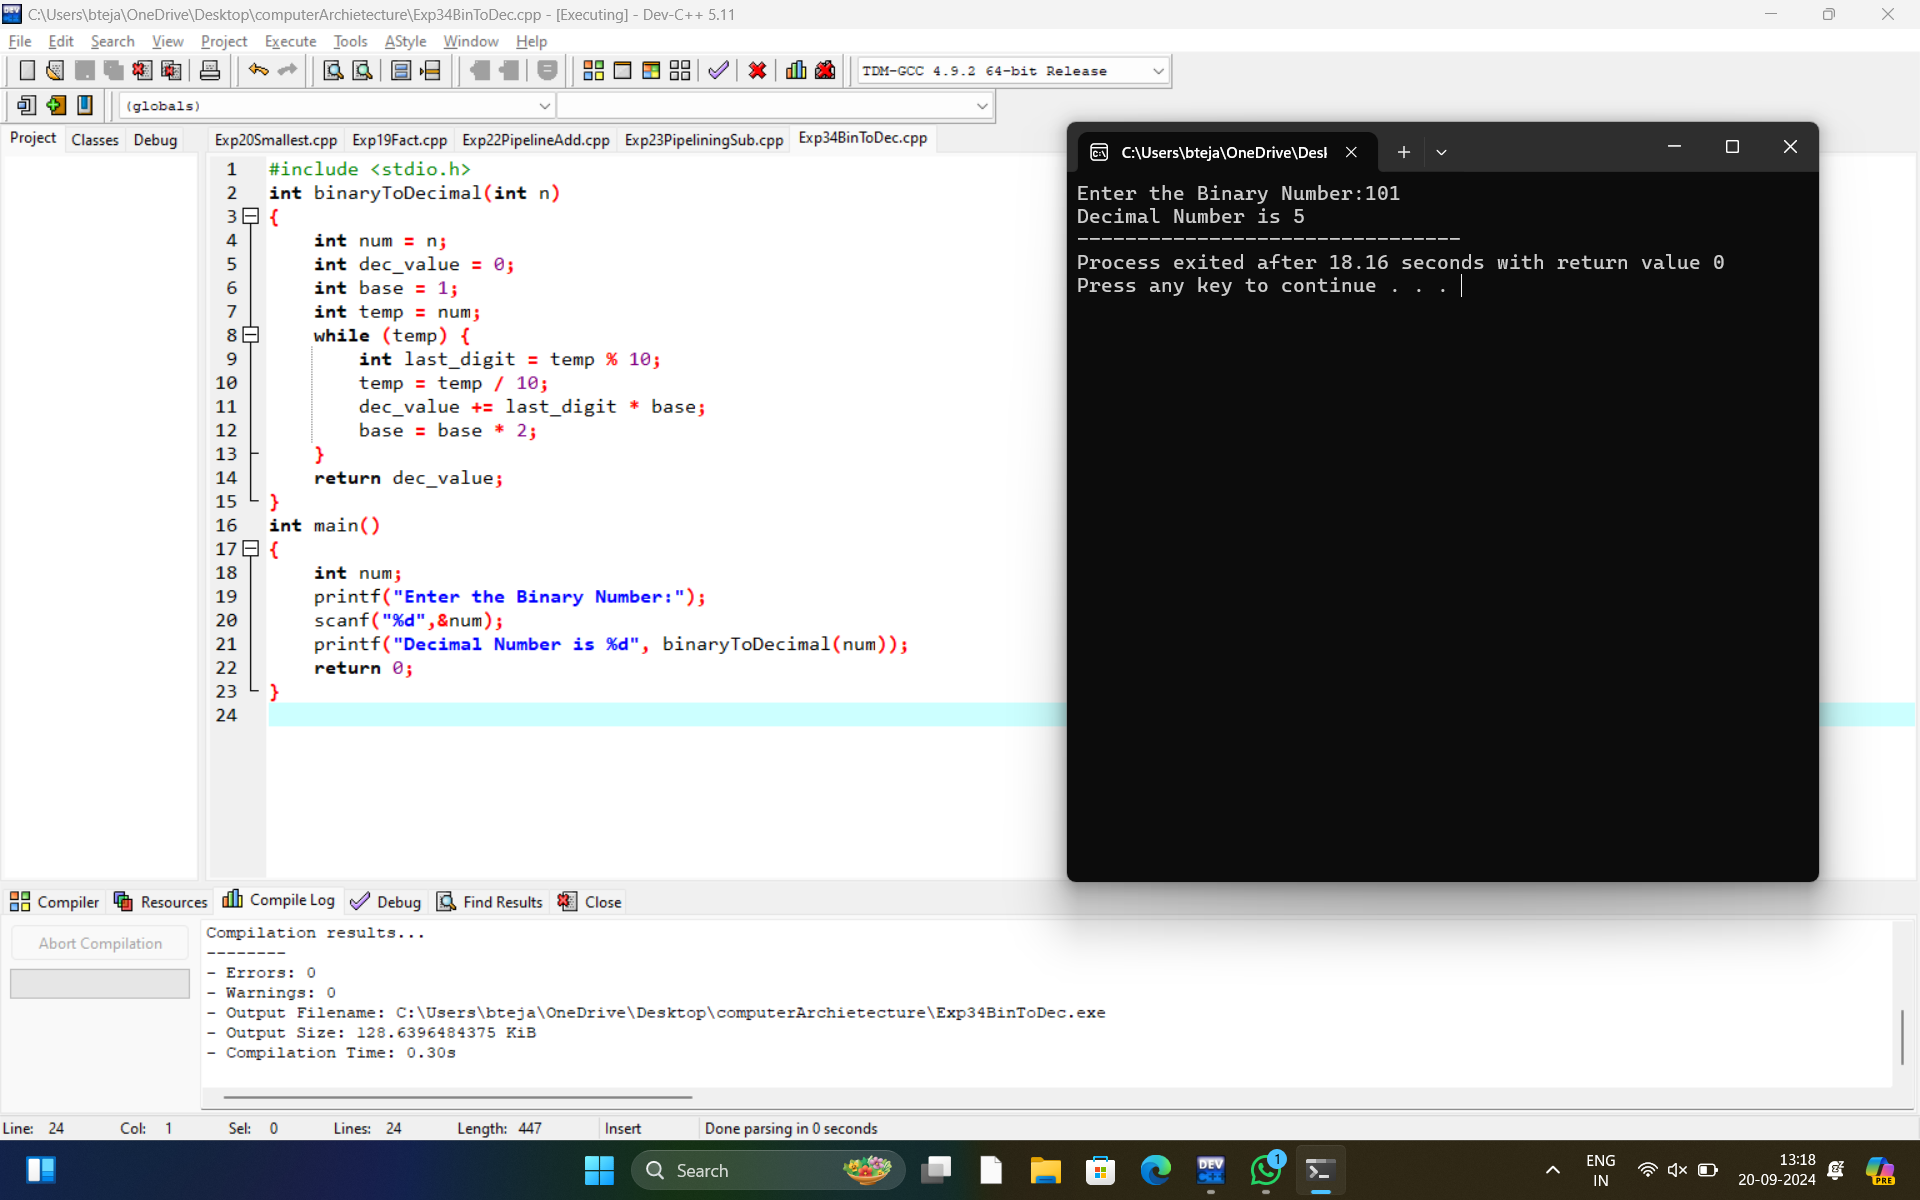 C:\Users\bteja\OneDrive\Desktop\computerArchietecture\Exp34BinToDec.cpp - [Executing] - Dev-C++ 5.11
File Edit Search View Project Execute Tools AStyle Window Help
TDM-GCC 4.9.2 64-bit Release
(globals)
Project Classes Debug
Exp20Smallest.cpp Exp19Fact.cpp Exp22PipelineAdd.cpp Exp23PipeliningSub.cpp Exp34BinToDec.cpp
1 #include <stdio.h>
2 int binaryToDecimal(int n)
3 {
4 int num = n;
5 int dec_value = 0;
6 int base = 1;
7 int temp = num;
8 while (temp) {
9 int last_digit = temp % 10;
10 temp = temp / 10;
11 dec_value += last_digit * base;
12 base = base * 2;
13 }
14 return dec_value;
15 }
16 int main()
17 {
18 int num;
19 printf("Enter the Binary Number:");
20 scanf("%d",&num);
21 printf("Decimal Number is %d", binaryToDecimal(num));
22 return 0;
23 }
24
C:\Users\bteja\OneDrive\Desl
Enter the Binary Number:101
Decimal Number is 5
--------------------------------
Process exited after 18.16 seconds with return value 0
Press any key to continue . . .
Compiler Resources Compile Log Debug Find Results Close
Abort Compilation
Compilation results...
--------
- Errors: 0
- Warnings: 0
- Output Filename: C:\Users\bteja\OneDrive\Desktop\computerArchietecture\Exp34BinToDec.exe
- Output Size: 128.6396484375 KiB
- Compilation Time: 0.30s
Line: 24 Col: 1 Sel: 0 Lines: 24 Length: 447 Insert Done parsing in 0 seconds
Search
DEV
1
ENG
IN
13:18
20-09-2024
PRE